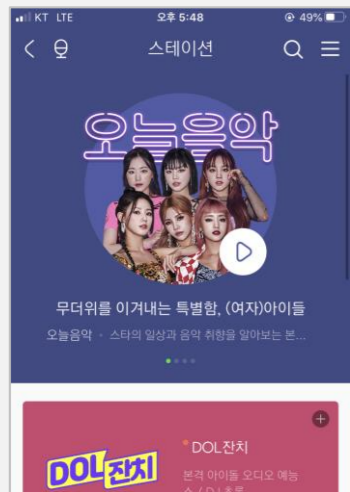 KT LTE 오후 5:48 49%
스테이션
오늘음악
무더위를 이겨내는 특별함, (여자)아이들
오늘음악 · 스타의 일상과 음악 취향을 알아보는 본...
DOL잔치
DOL잔치
본격 아이돌 오디오 예능